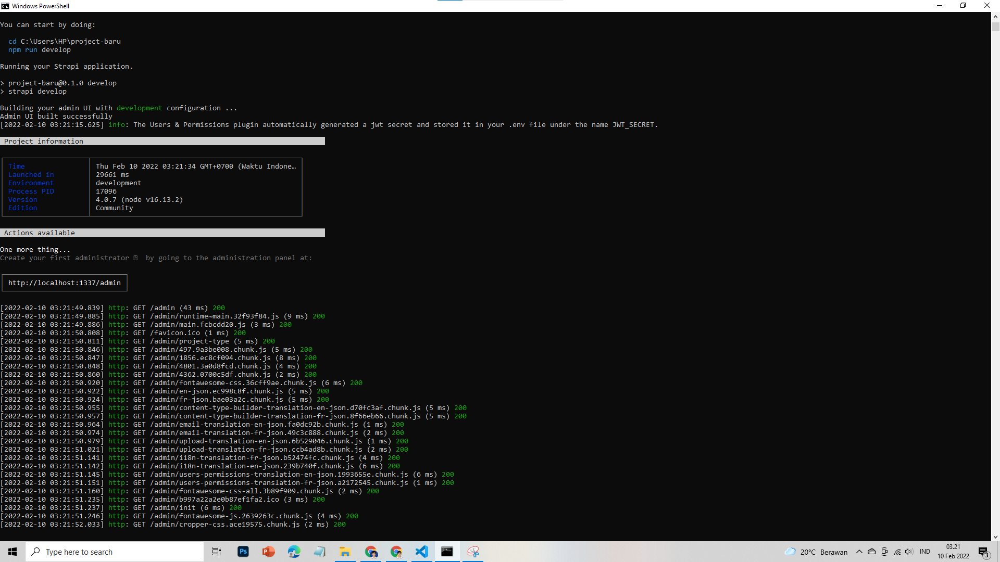 Windows PowerShell
You can start by doing:
cd C:\Users\HP\project-baru
npm run develop
Running your Strapi application.
> project-baru@0.1.0 develop
> strapi develop
Building your admin UI with development configuration ...
Admin UI built successfully
[2022-02-10 03:21:15.625] info: The Users & Permissions plugin automatically generated a jwt secret and stored it in your .env file under the name JWT_SECRET.
Project information
Time Thu Feb 10 2022 03:21:34 GMT+0700 (Waktu Indone…
Launched in 29661 ms
Environment development
Process PID 17096
Version 4.0.7 (node v16.13.2)
Edition Community
Actions available
One more thing...
Create your first administrator by going to the administration panel at:
http://localhost:1337/admin
[2022-02-10 03:21:49.839] http: GET /admin (43 ms) 200
[2022-02-10 03:21:49.885] http: GET /admin/runtime~main.32f93f84.js (9 ms) 200
[2022-02-10 03:21:49.886] http: GET /admin/main.fcbcdd20.js (3 ms) 200
[2022-02-10 03:21:50.808] http: GET /favicon.ico (1 ms) 200
[2022-02-10 03:21:50.811] http: GET /admin/project-type (5 ms) 200
[2022-02-10 03:21:50.846] http: GET /admin/497.9a3be008.chunk.js (5 ms) 200
[2022-02-10 03:21:50.847] http: GET /admin/1856.ec8cf094.chunk.js (8 ms) 200
[2022-02-10 03:21:50.848] http: GET /admin/4801.3a0d8fcd.chunk.js (4 ms) 200
[2022-02-10 03:21:50.860] http: GET /admin/4362.0700c5df.chunk.js (2 ms) 200
[2022-02-10 03:21:50.920] http: GET /admin/fontawesome-css.36cff9ae.chunk.js (6 ms) 200
[2022-02-10 03:21:50.922] http: GET /admin/en-json.ec998c8f.chunk.js (5 ms) 200
[2022-02-10 03:21:50.924] http: GET /admin/fr-json.bae03a2c.chunk.js (5 ms) 200
[2022-02-10 03:21:50.955] http: GET /admin/content-type-builder-translation-en-json.d70fc3af.chunk.js (5 ms) 200
[2022-02-10 03:21:50.957] http: GET /admin/content-type-builder-translation-fr-json.8f66eb66.chunk.js (5 ms) 200
[2022-02-10 03:21:50.964] http: GET /admin/email-translation-en-json.fa0dc92b.chunk.js (1 ms) 200
[2022-02-10 03:21:50.974] http: GET /admin/email-translation-fr-json.49c3c888.chunk.js (2 ms) 200
[2022-02-10 03:21:50.979] http: GET /admin/upload-translation-en-json.6b529046.chunk.js (1 ms) 200
[2022-02-10 03:21:51.021] http: GET /admin/upload-translation-fr-json.ccb4ad8b.chunk.js (2 ms) 200
[2022-02-10 03:21:51.141] http: GET /admin/i18n-translation-fr-json.b52474fc.chunk.js (4 ms) 200
[2022-02-10 03:21:51.142] http: GET /admin/i18n-translation-en-json.239b740f.chunk.js (6 ms) 200
[2022-02-10 03:21:51.145] http: GET /admin/users-permissions-translation-en-json.1993655e.chunk.js (6 ms) 200
[2022-02-10 03:21:51.151] http: GET /admin/users-permissions-translation-fr-json.a2172545.chunk.js (1 ms) 200
[2022-02-10 03:21:51.160] http: GET /admin/fontawesome-css-all.3b89f909.chunk.js (2 ms) 200
[2022-02-10 03:21:51.235] http: GET /admin/b997a22a2e0b87ef1fa2.ico (3 ms) 200
[2022-02-10 03:21:51.237] http: GET /admin/init (6 ms) 200
[2022-02-10 03:21:51.246] http: GET /admin/fontawesome-js.2639263c.chunk.js (4 ms) 200
[2022-02-10 03:21:52.033] http: GET /admin/cropper-css.ace19575.chunk.js (2 ms) 200
Type here to search
Ps
P
20°C Berawan
IND
03.21
10 Feb 2022
3